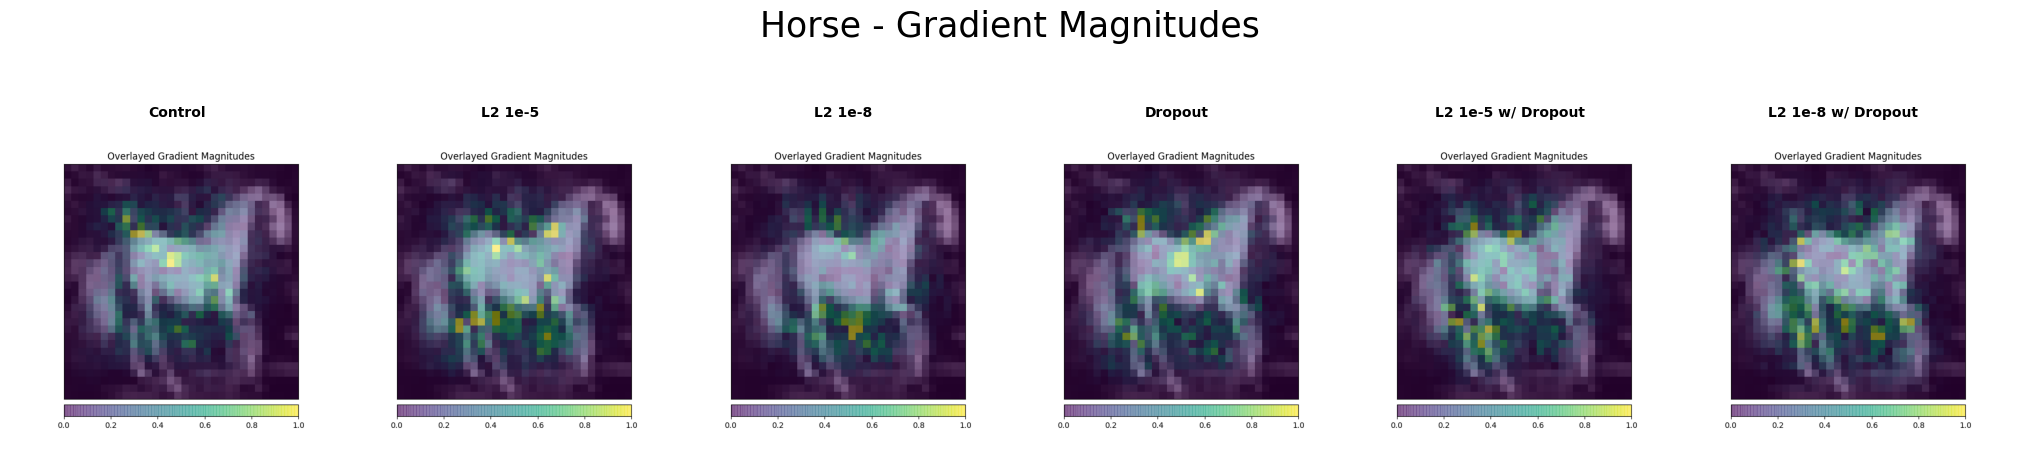 Horse - Gradient Magnitudes
Control
L2 1e-5
L2 1e-8
Dropout
L2 1e-5 w/ Dropout
L2 1e-8 w/ Dropout
Overlayed Gradient Magnitudes
Overlayed Gradient Magnitudes
Overlayed Gradient Magnitudes
Overlayed Gradient Magnitudes
Overlayed Gradient Magnitudes
Overlayed Gradient Magnitudes
0.0 0.2 0.4 0.6 0.8 1.0
0.0 0.2 0.4 0.6 0.8 1.0
0.0 0.2 0.4 0.6 0.8 1.0
0.0 0.2 0.4 0.6 0.8 1.0
0.0 0.2 0.4 0.6 0.8 1.0
0.0 0.2 0.4 0.6 0.8 1.0